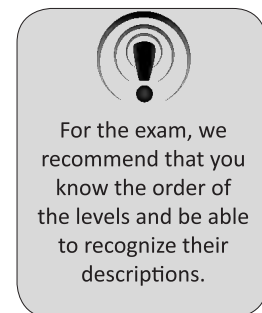 For the exam, we
recommend that you
know the order of
the levels and be able
to recognize their
descriptions.